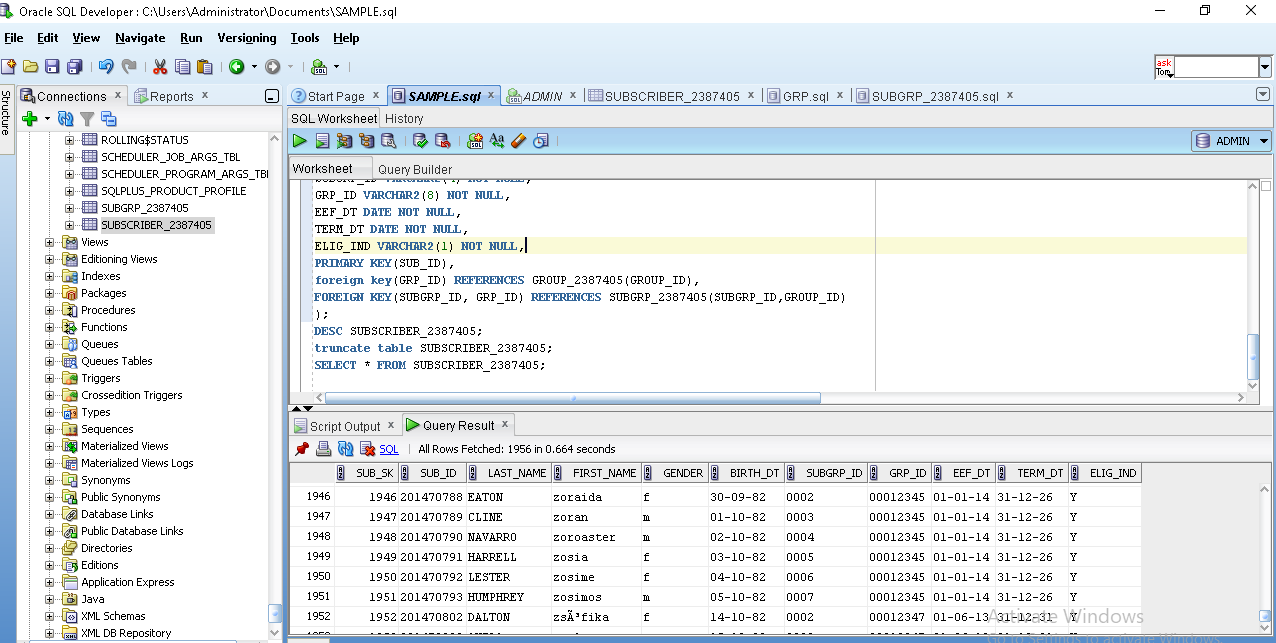 Oracle SQL Developer : C:\Users\Administrator\Documents\SAMPLE.sql
File Edit View Navigate Run Versioning Tools Help
ask
Tom
Structure
Connections x Reports x
Start Page x SAMPLE.sql x ADMIN x SUBSCRIBER_2387405 x GRP.sql x SUBGRP_2387405.sql x
SQL Worksheet History
ADMIN
Worksheet Query Builder
ROLLING$STATUS
SCHEDULER_JOB_ARGS_TBL
SCHEDULER_PROGRAM_ARGS_TBL
SQLPLUS_PRODUCT_PROFILE
SUBGRP_2387405
SUBSCRIBER_2387405
Views
Editioning Views
Indexes
Packages
Procedures
Functions
Queues
Queues Tables
Triggers
Crossedition Triggers
Types
Sequences
Materialized Views
Materialized Views Logs
Synonyms
Public Synonyms
Database Links
Public Database Links
Directories
Editions
Application Express
Java
XML Schemas
XML DB Repository
GRP_ID VARCHAR2(8) NOT NULL,
EEF_DT DATE NOT NULL,
TERM_DT DATE NOT NULL,
ELIG_IND VARCHAR2(1) NOT NULL,
PRIMARY KEY(SUB_ID),
foreign key(GRP_ID) REFERENCES GROUP_2387405(GROUP_ID),
FOREIGN KEY(SUBGRP_ID, GRP_ID) REFERENCES SUBGRP_2387405(SUBGRP_ID,GROUP_ID)
);
DESC SUBSCRIBER_2387405;
truncate table SUBSCRIBER_2387405;
SELECT * FROM SUBSCRIBER_2387405;
Script Output x Query Result x
SQL | All Rows Fetched: 1956 in 0.664 seconds
SUB_SK SUB_ID LAST_NAME FIRST_NAME GENDER BIRTH_DT SUBGRP_ID GRP_ID EEF_DT TERM_DT ELIG_IND
1946 1946 201470788 EATON zoraida f 30-09-82 0002 00012345 01-01-14 31-12-26 Y
1947 1947 201470789 CLINE zoran m 01-10-82 0003 00012345 01-01-14 31-12-26 Y
1948 1948 201470790 NAVARRO zoroaster m 02-10-82 0004 00012345 01-01-14 31-12-26 Y
1949 1949 201470791 HARRELL zosia f 03-10-82 0005 00012345 01-01-14 31-12-26 Y
1950 1950 201470792 LESTER zosime f 04-10-82 0006 00012345 01-01-14 31-12-26 Y
1951 1951 201470793 HUMPHREY zosimos m 05-10-82 0007 00012345 01-01-14 31-12-26 Y
1952 1952 201470802 DALTON zsÃ³fika f 14-10-82 0002 00012347 01-06-13 31-12-31 Y
Activate Windows
Go to Settings to activate Windows.